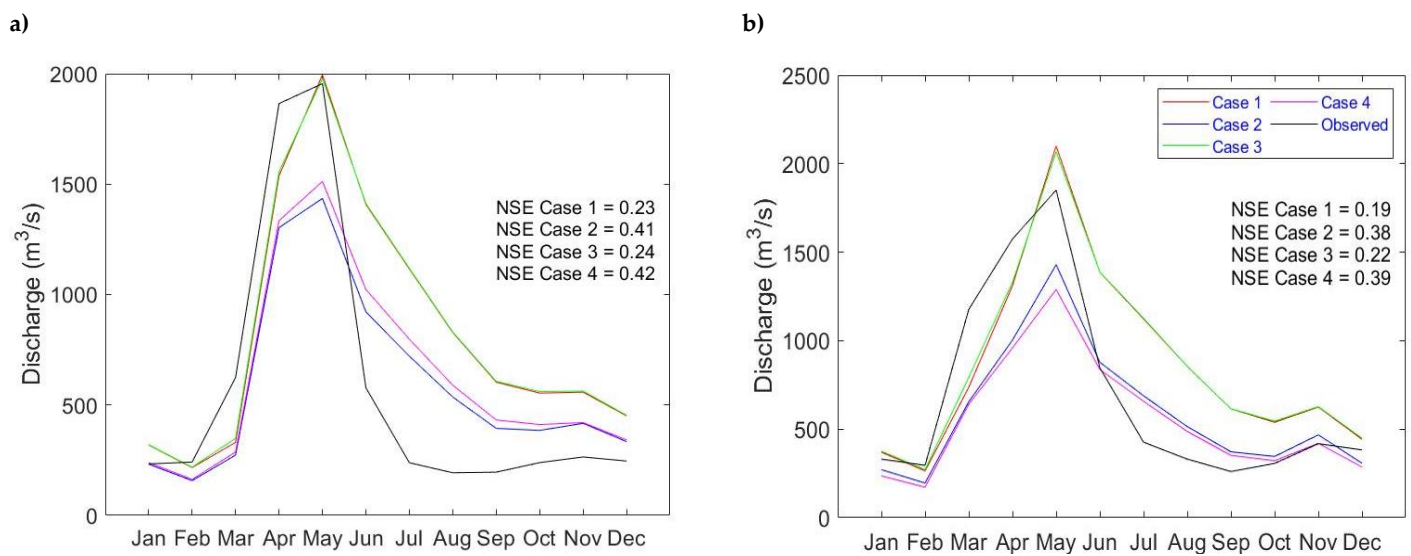 a)
2000
1500
1000
500
0
Discharge (m³/s)
NSE Case 1 = 0.23
NSE Case 2 = 0.41
NSE Case 3 = 0.24
NSE Case 4 = 0.42
Jan Feb Mar Apr May Jun Jul Aug Sep Oct Nov Dec
b)
2500
2000
1500
1000
500
0
Discharge (m³/s)
Case 1 Case 4
Case 2 Observed
Case 3
NSE Case 1 = 0.19
NSE Case 2 = 0.38
NSE Case 3 = 0.22
NSE Case 4 = 0.39
Jan Feb Mar Apr May Jun Jul Aug Sep Oct Nov Dec